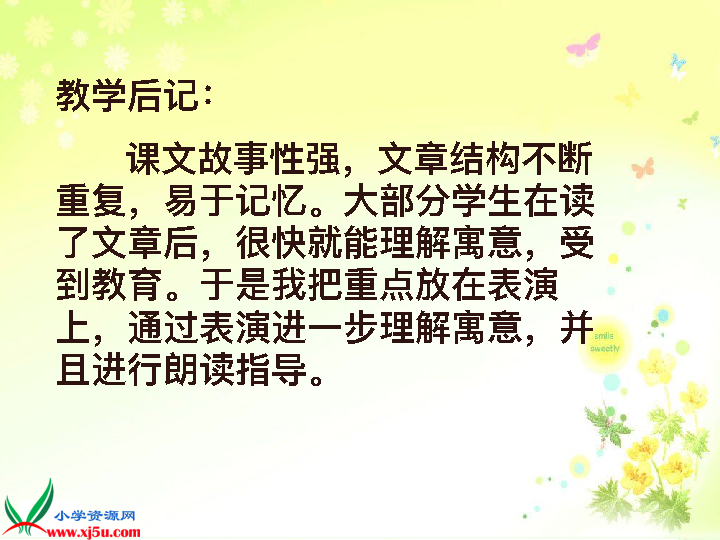 教学后记：
课文故事性强，文章结构不断
重复，易于记忆。大部分学生在读
了文章后，很快就能理解寓意，受
到教育。于是我把重点放在表演
上，通过表演进一步理解寓意，并
且进行朗读指导。
smile
sweetly
小学资源网
www.xj5u.com